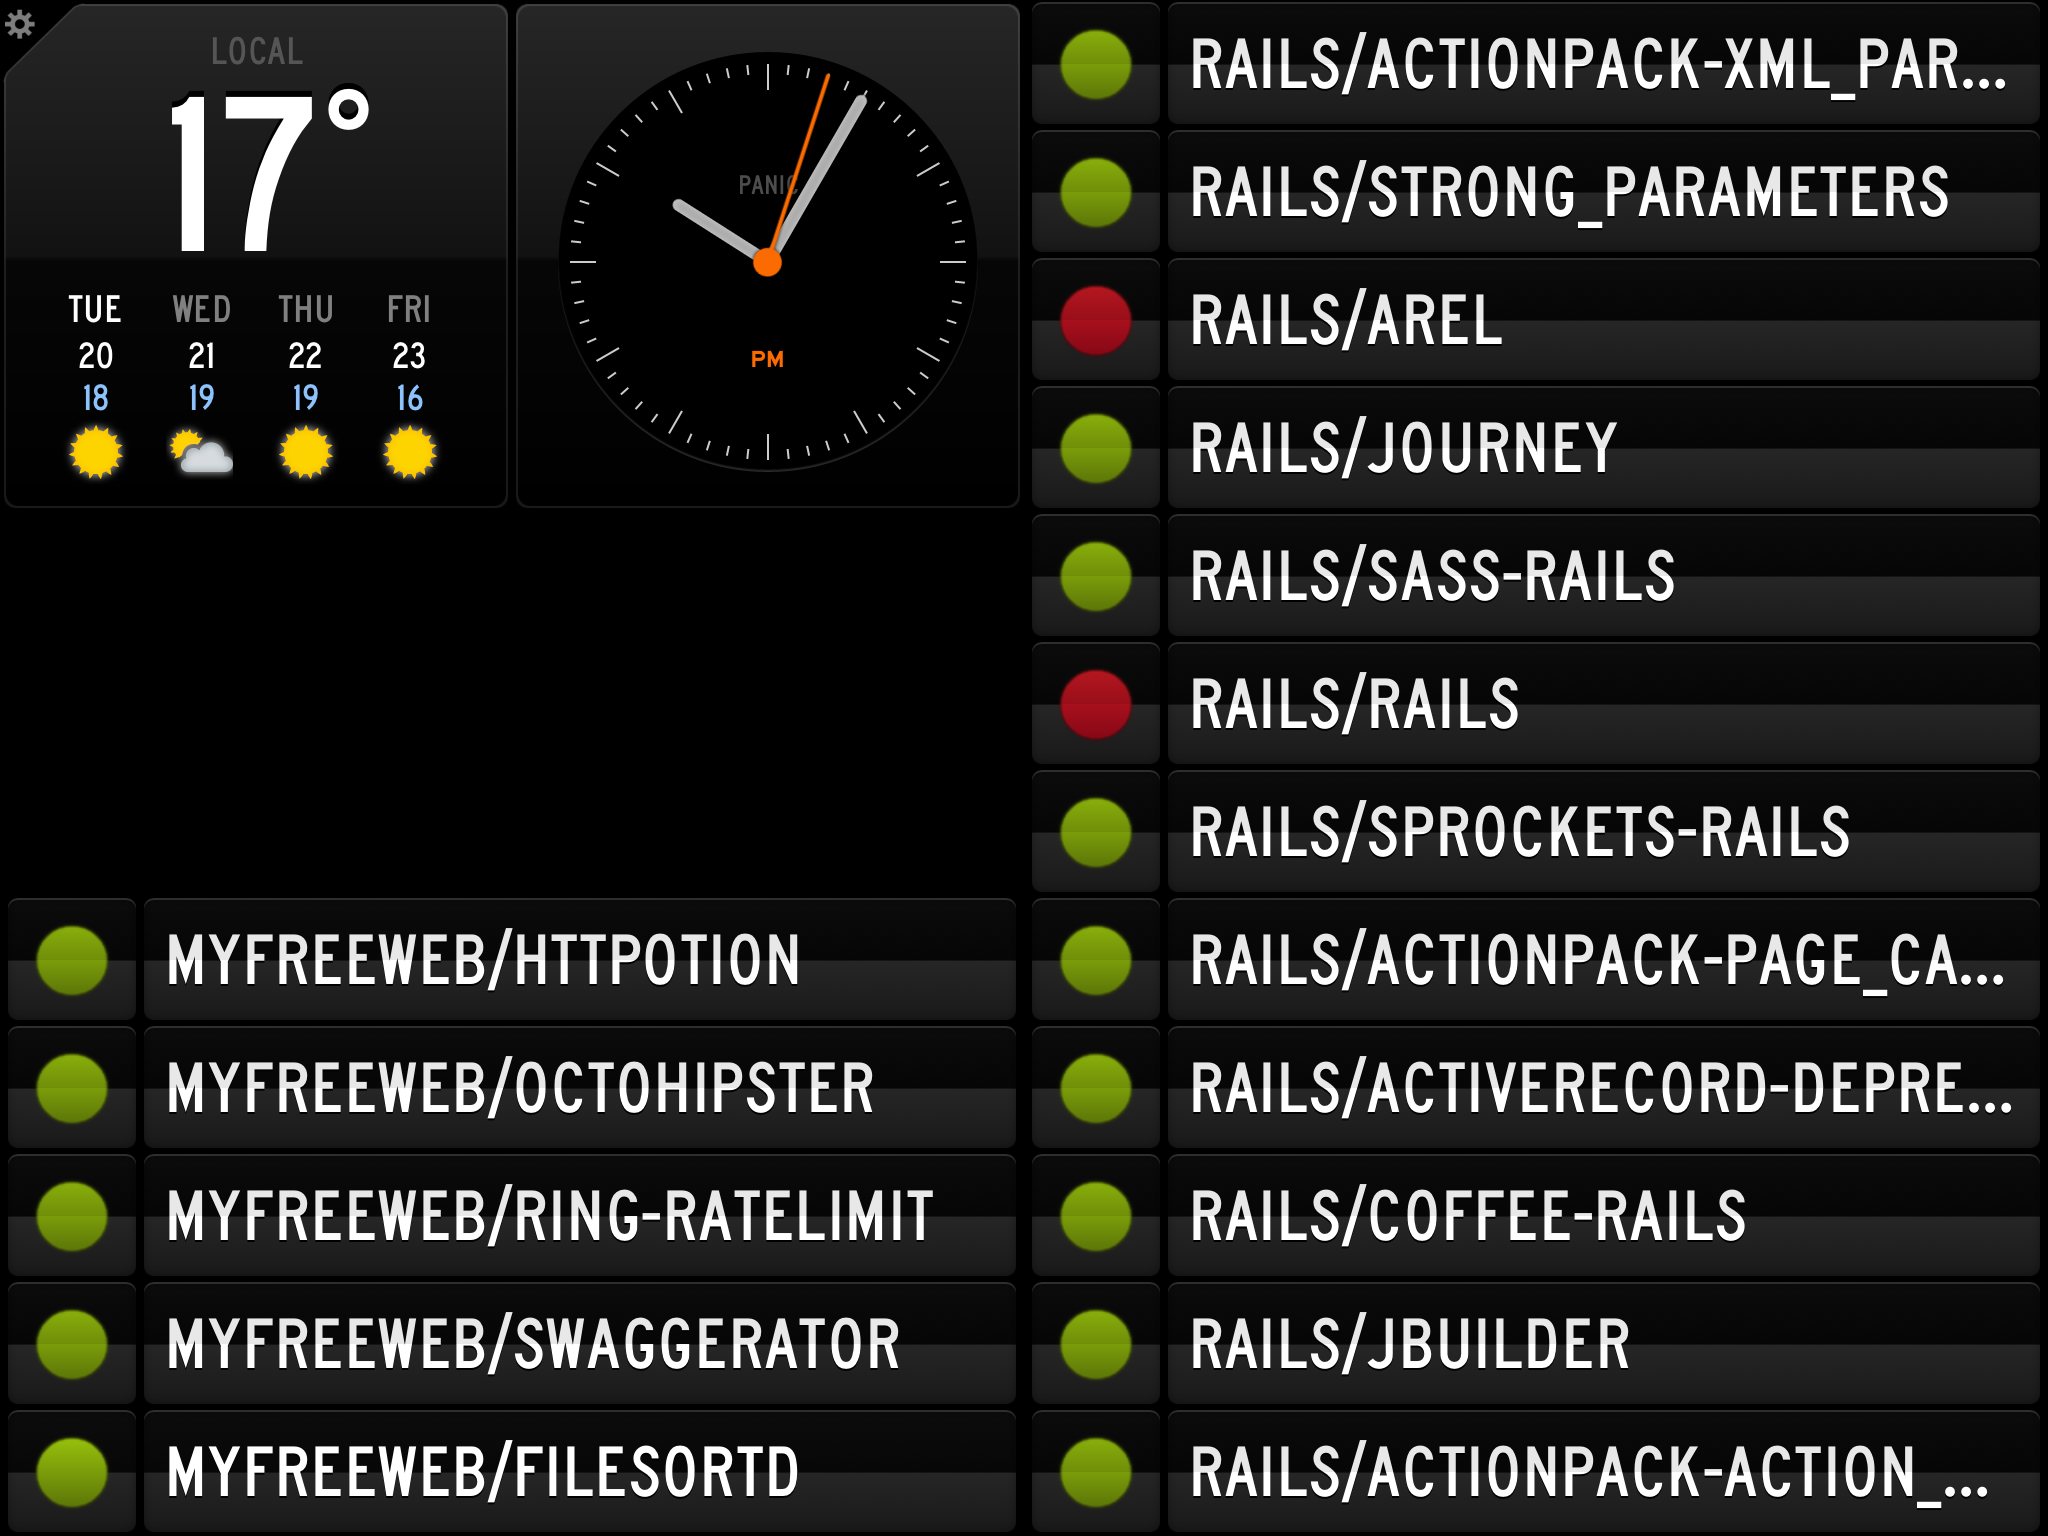 LOCAL
17°
TUE WED THU FRI
20 21 22 23
18 19 19 16
PANIC
PM
MYFREEWEB/HTTPOTION
MYFREEWEB/OCTOHIPSTER
MYFREEWEB/RING-RATELIMIT
MYFREEWEB/SWAGGERATOR
MYFREEWEB/FILESORTD
RAILS/ACTIONPACK-XML_PAR...
RAILS/STRONG_PARAMETERS
RAILS/AREL
RAILS/JOURNEY
RAILS/SASS-RAILS
RAILS/RAILS
RAILS/SPROCKETS-RAILS
RAILS/ACTIONPACK-PAGE_CA...
RAILS/ACTIVERECORD-DEPRE...
RAILS/COFFEE-RAILS
RAILS/JBUILDER
RAILS/ACTIONPACK-ACTION_...